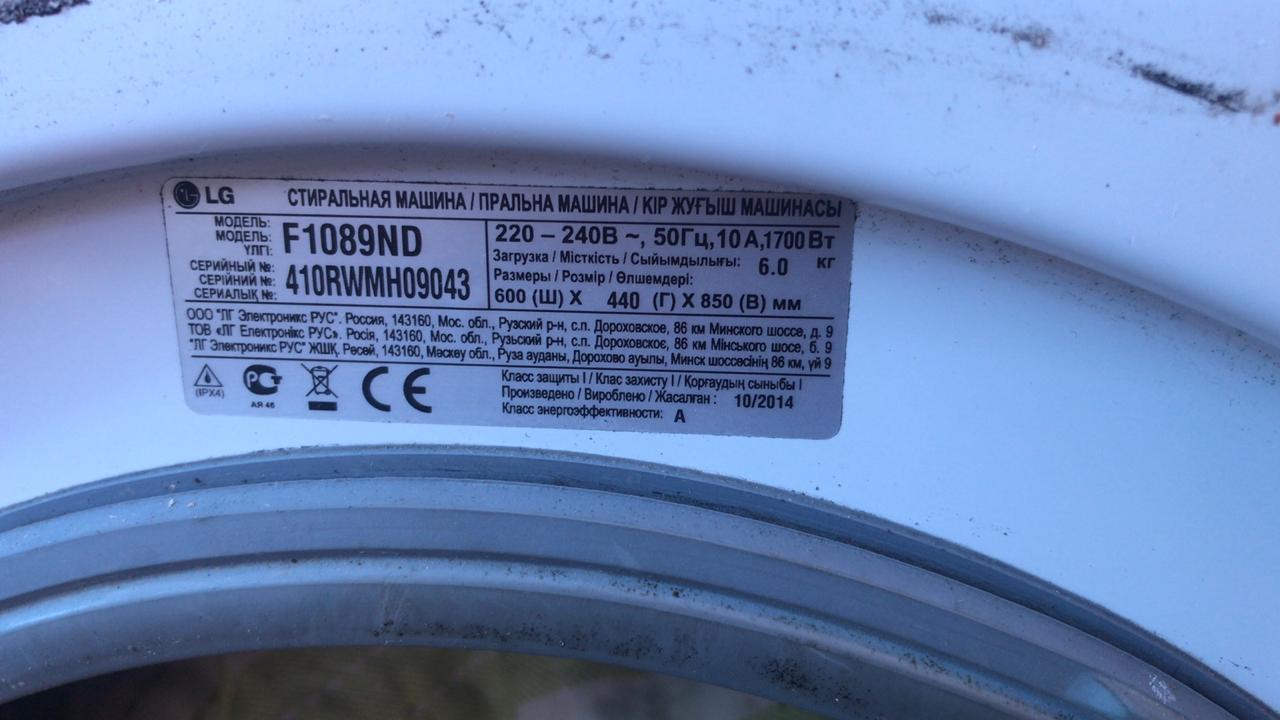 LG СТИРАЛЬНАЯ МАШИНА / ПРАЛЬНА МАШИНА / КІР ЖУҒЫШ МАШИНАСЫ
МОДЕЛЬ:
МОДЕЛЬ:
ҮЛГІ:
F1089ND
СЕРИЙНЫЙ №:
СЕРІЙНИЙ №:
СЕРИАЛЫҚ №:
410RWMH09043
220 – 240В ~, 50Гц, 10 А, 1700 Вт
Загрузка / Місткість / Сыйымдылығы: 6.0 кг
Размеры / Розмір / Өлшемдері:
600 (Ш) X 440 (Г) X 850 (В) мм
ООО "ЛГ Электроникс РУС". Россия, 143160, Мос. обл., Рузский р-н, с.п. Дороховское, 86 км Минского шоссе, д. 9
ТОВ «ЛГ Електронікс РУС». Росія, 143160, Мос. обл., Рузький р-н, с.п. Дороховське, 86 км Мінського шосе, б. 9
"ЛГ Электроникс РУС" ЖШҚ. Ресей, 143160, Мәскеу обл., Руза ауданы, Дорохово ауылы, Минск шоссесінің 86 км, үй 9
(IPX4)
РСТ
АЯ 46
CE
Класс защиты I / Клас захисту I / Қорғаудың сыныбы I
Произведено / Вироблено / Жасалған : 10/2014
Класс энергоэффективности: A